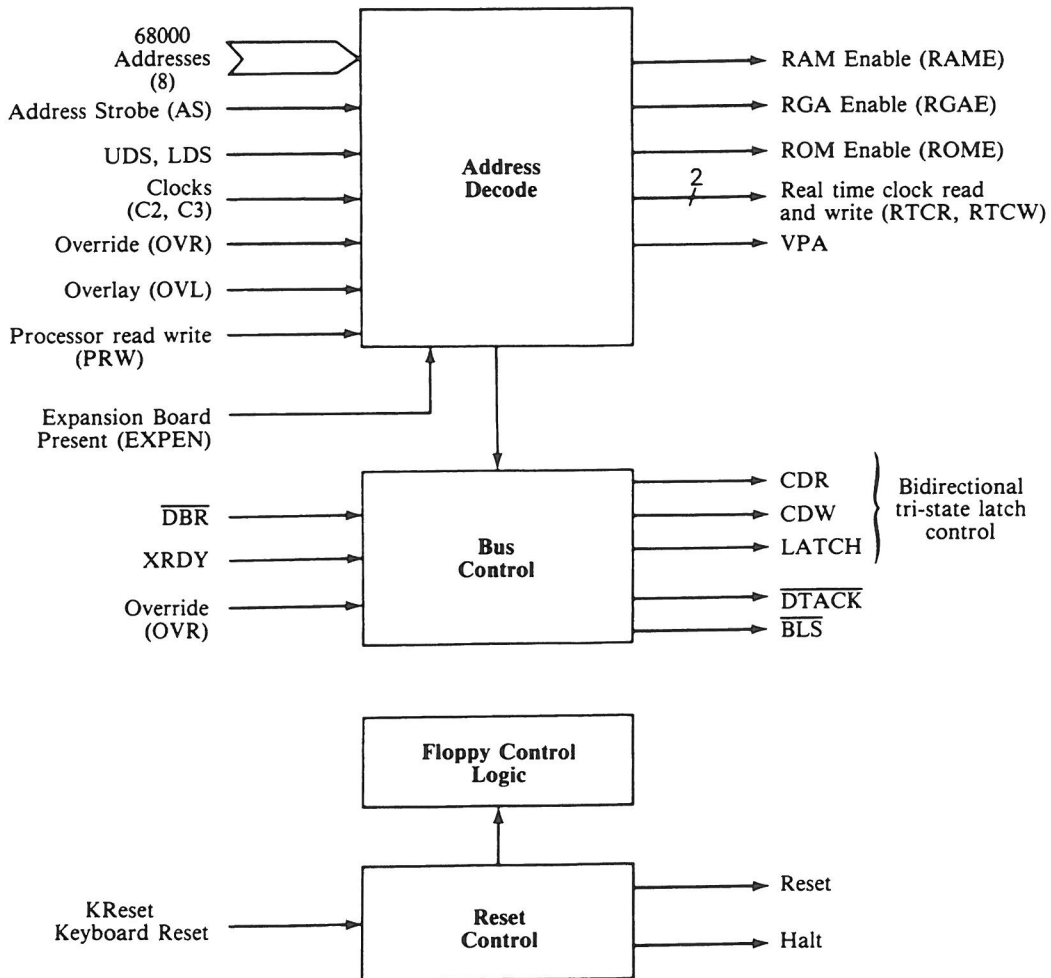 68000
Addresses
(8)
Address Strobe (AS)
UDS, LDS
Clocks
(C2, C3)
Override (OVR)
Overlay (OVL)
Processor read write
(PRW)
Expansion Board
Present (EXPEN)
Address
Decode
RAM Enable (RAME)
RGA Enable (RGAE)
ROM Enable (ROME)
2
Real time clock read
and write (RTCR, RTCW)
VPA
DBR
XRDY
Override
(OVR)
Bus
Control
CDR
CDW
LATCH
Bidirectional
tri-state latch
control
DTACK
BLS
Floppy Control
Logic
KReset
Keyboard Reset
Reset
Control
Reset
Halt